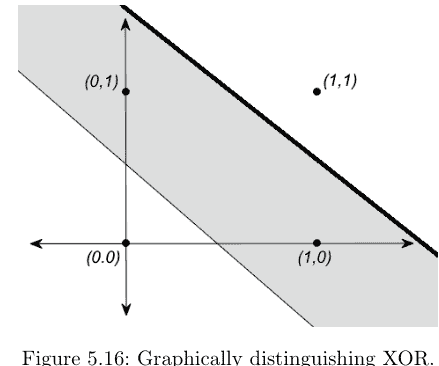 (0,1)
(1,1)
(0.0)
(1,0)
Figure 5.16: Graphically distinguishing XOR.